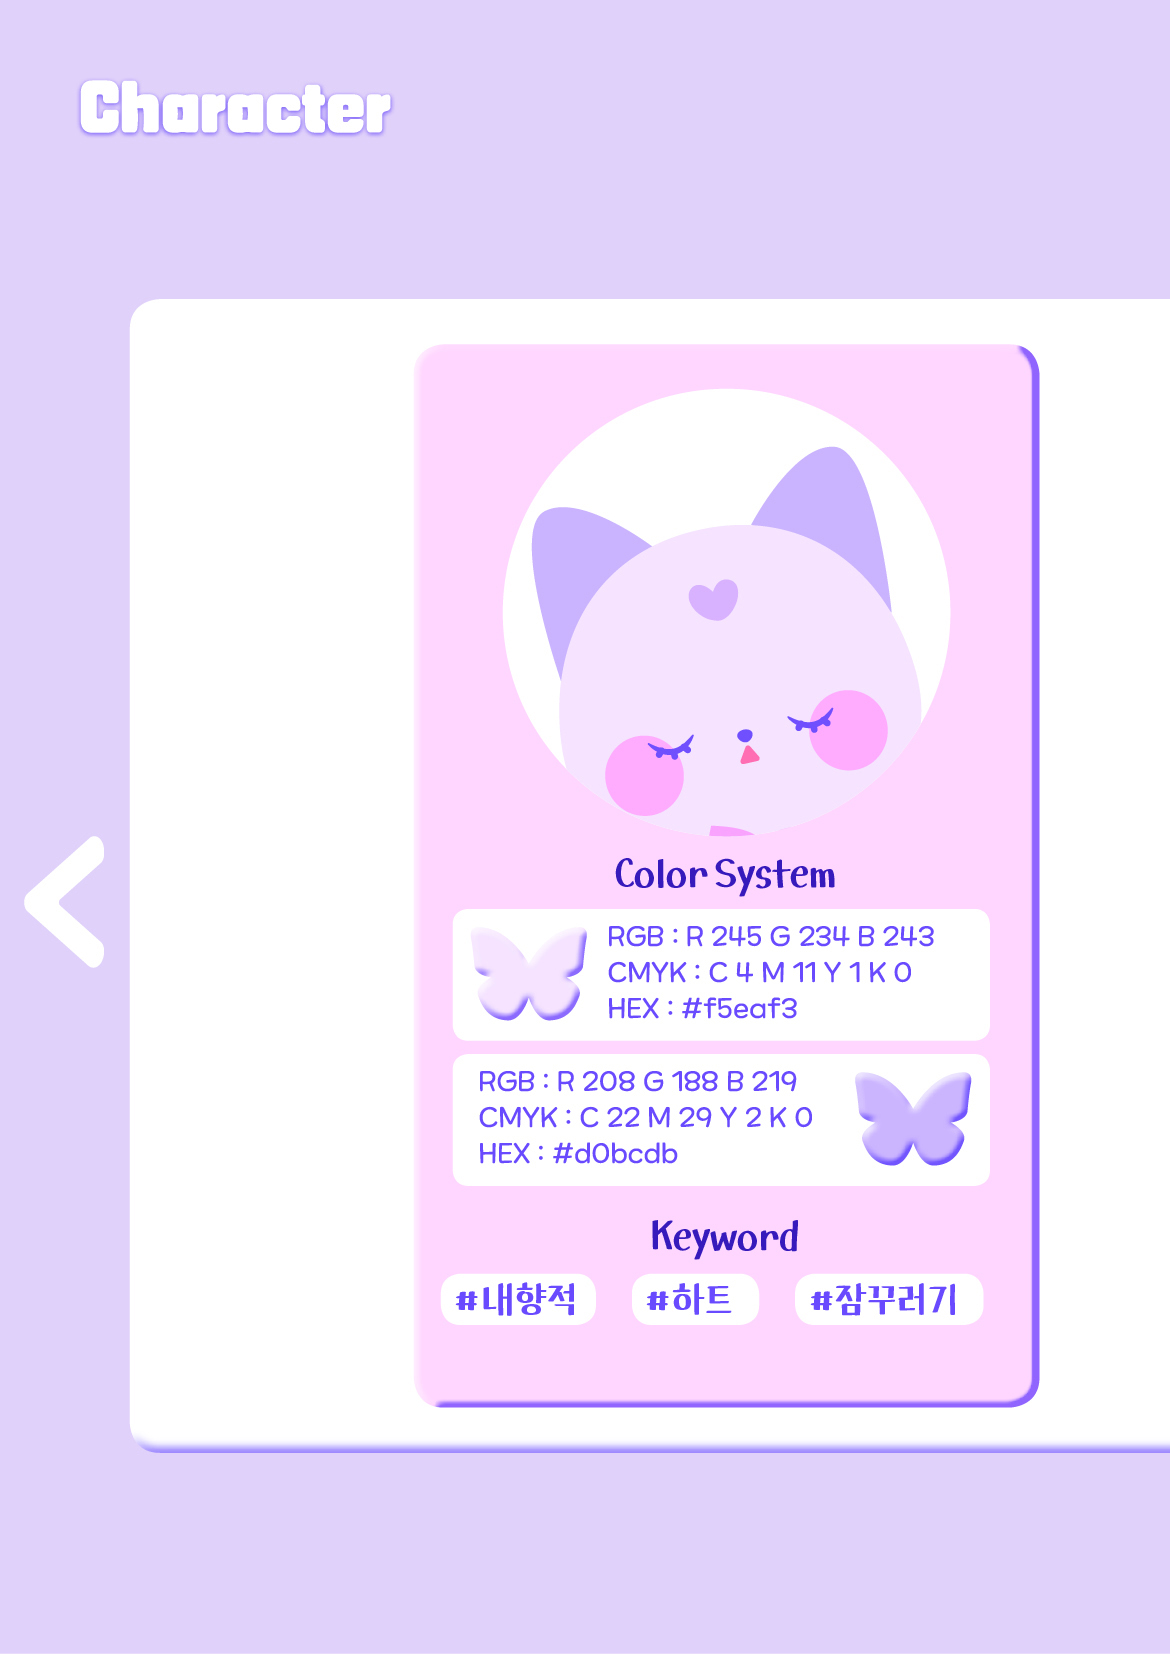 Character
Color System
RGB : R 245 G 234 B 243
CMYK : C 4 M 11 Y 1 K 0
HEX : #f5eaf3
RGB : R 208 G 188 B 219
CMYK : C 22 M 29 Y 2 K 0
HEX : #d0bcdb
Keyword
#내향적 #하트 #잠꾸러기